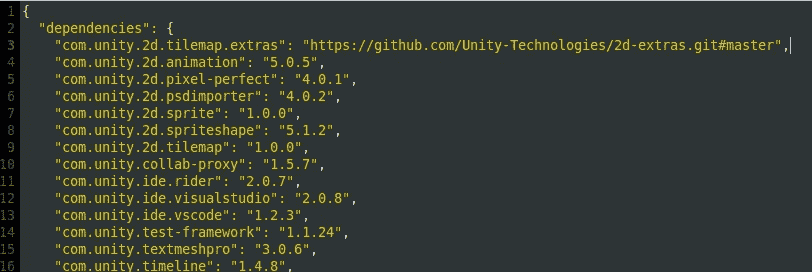 1 {
2 "dependencies": {
3 "com.unity.2d.tilemap.extras": "https://github.com/Unity-Technologies/2d-extras.git#master",
4 "com.unity.2d.animation": "5.0.5",
5 "com.unity.2d.pixel-perfect": "4.0.1",
6 "com.unity.2d.psdimporter": "4.0.2",
7 "com.unity.2d.sprite": "1.0.0",
8 "com.unity.2d.spriteshape": "5.1.2",
9 "com.unity.2d.tilemap": "1.0.0",
10 "com.unity.collab-proxy": "1.5.7",
11 "com.unity.ide.rider": "2.0.7",
12 "com.unity.ide.visualstudio": "2.0.8",
13 "com.unity.ide.vscode": "1.2.3",
14 "com.unity.test-framework": "1.1.24",
15 "com.unity.textmeshpro": "3.0.6",
16 "com.unity.timeline": "1.4.8",